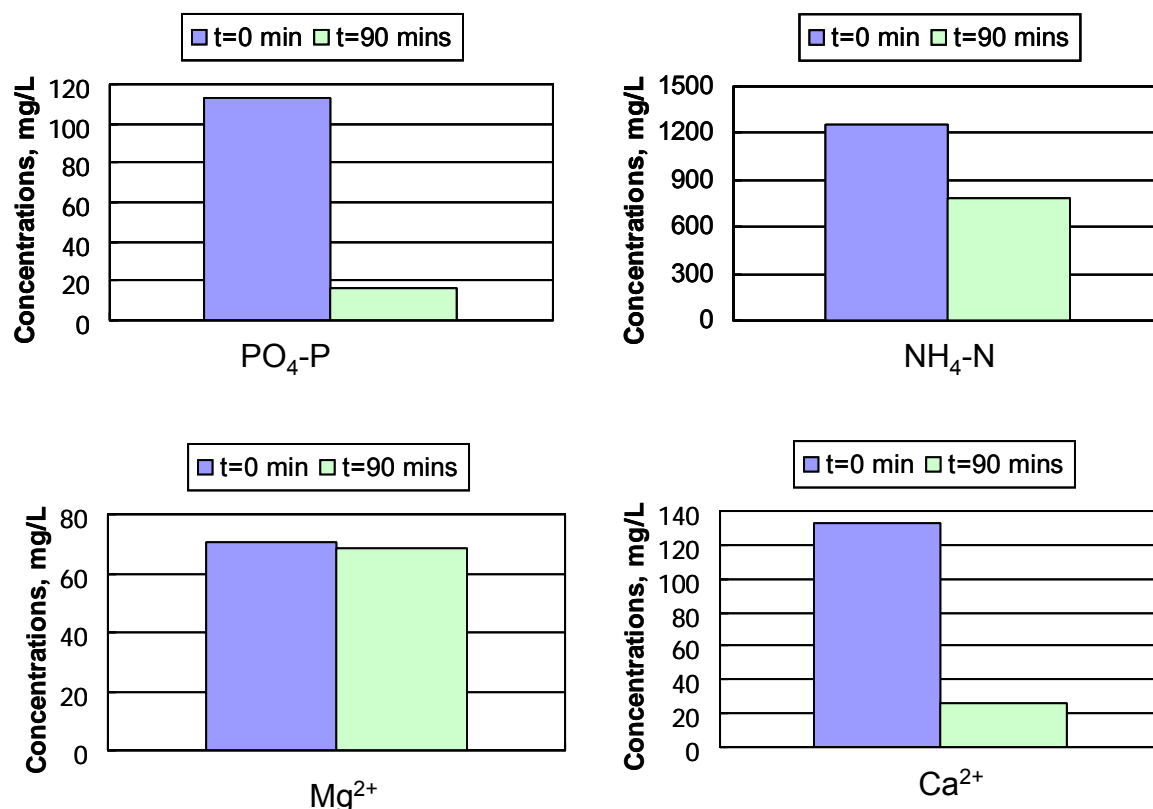 t=0 min t=90 mins
Concentrations, mg/L
120
100
80
60
40
20
0
PO₄-P
t=0 min t=90 mins
Concentrations, mg/L
1500
1200
900
600
300
0
NH₄-N
t=0 min t=90 mins
Concentrations, mg/L
80
60
40
20
0
Mg²⁺
t=0 min t=90 mins
Concentrations, mg/L
140
120
100
80
60
40
20
0
Ca²⁺